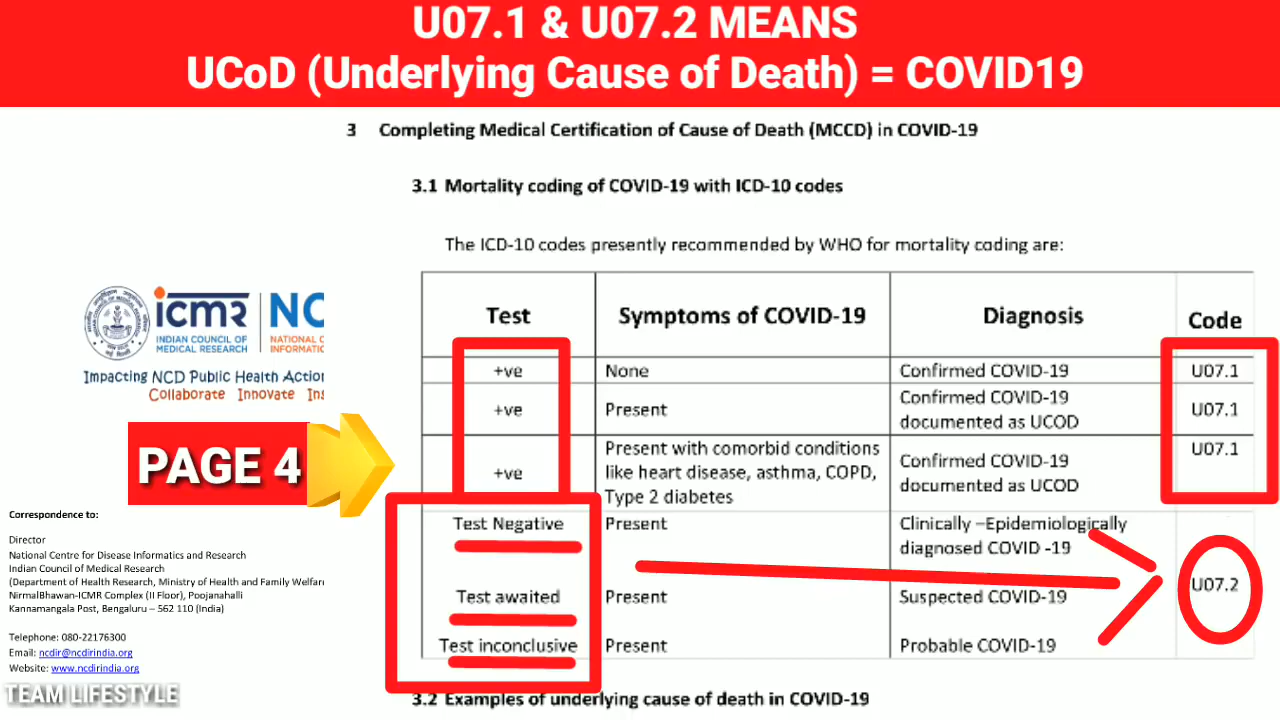 U07.1 & U07.2 MEANS
UCoD (Underlying Cause of Death) = COVID19
3 Completing Medical Certification of Cause of Death (MCCD) in COVID-19
3.1 Mortality coding of COVID-19 with ICD-10 codes
The ICD-10 codes presently recommended by WHO for mortality coding are:
Test Symptoms of COVID-19 Diagnosis Code
+ve None Confirmed COVID-19 U07.1
+ve Present Confirmed COVID-19 documented as UCOD U07.1
+ve Present with comorbid conditions like heart disease, asthma, COPD, Type 2 diabetes Confirmed COVID-19 documented as UCOD U07.1
Test Negative Present Clinically –Epidemiologically diagnosed COVID -19
U07.2
Test awaited Present Suspected COVID-19
Test inconclusive Present Probable COVID-19
3.2 Examples of underlying cause of death in COVID-19
icmr NC
INDIAN COUNCIL OF NATIONAL C
MEDICAL RESEARCH INFORMATIC
Impacting NCD Public Health Action
Collaborate Innovate Ins
PAGE 4
Correspondence to:
Director
National Centre for Disease Informatics and Research
Indian Council of Medical Research
(Department of Health Research, Ministry of Health and Family Welfare
NirmalBhawan-ICMR Complex (II Floor), Poojanahalli
Kannamangala Post, Bengaluru – 562 110 (India)
Telephone: 080-22176300
Email: ncdir@ncdirindia.org
Website: www.ncdirindia.org
TEAM LIFESTYLE